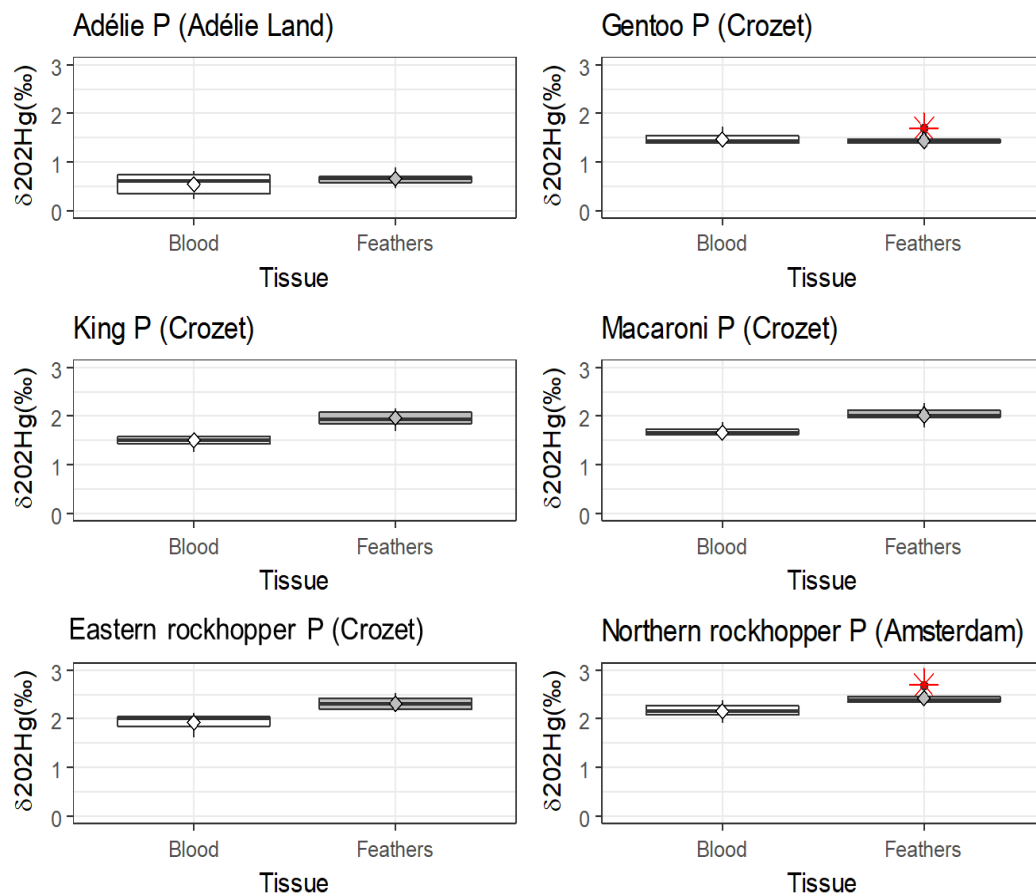 Adélie P (Adélie Land)
δ202Hg(‰)
3
2
1
0
Blood
Feathers
Tissue
Gentoo P (Crozet)
δ202Hg(‰)
3
2
1
0
Blood
Feathers
Tissue
King P (Crozet)
δ202Hg(‰)
3
2
1
0
Blood
Feathers
Tissue
Macaroni P (Crozet)
δ202Hg(‰)
3
2
1
0
Blood
Feathers
Tissue
Eastern rockhopper P (Crozet)
δ202Hg(‰)
3
2
1
0
Blood
Feathers
Tissue
Northern rockhopper P (Amsterdam)
δ202Hg(‰)
3
2
1
0
Blood
Feathers
Tissue